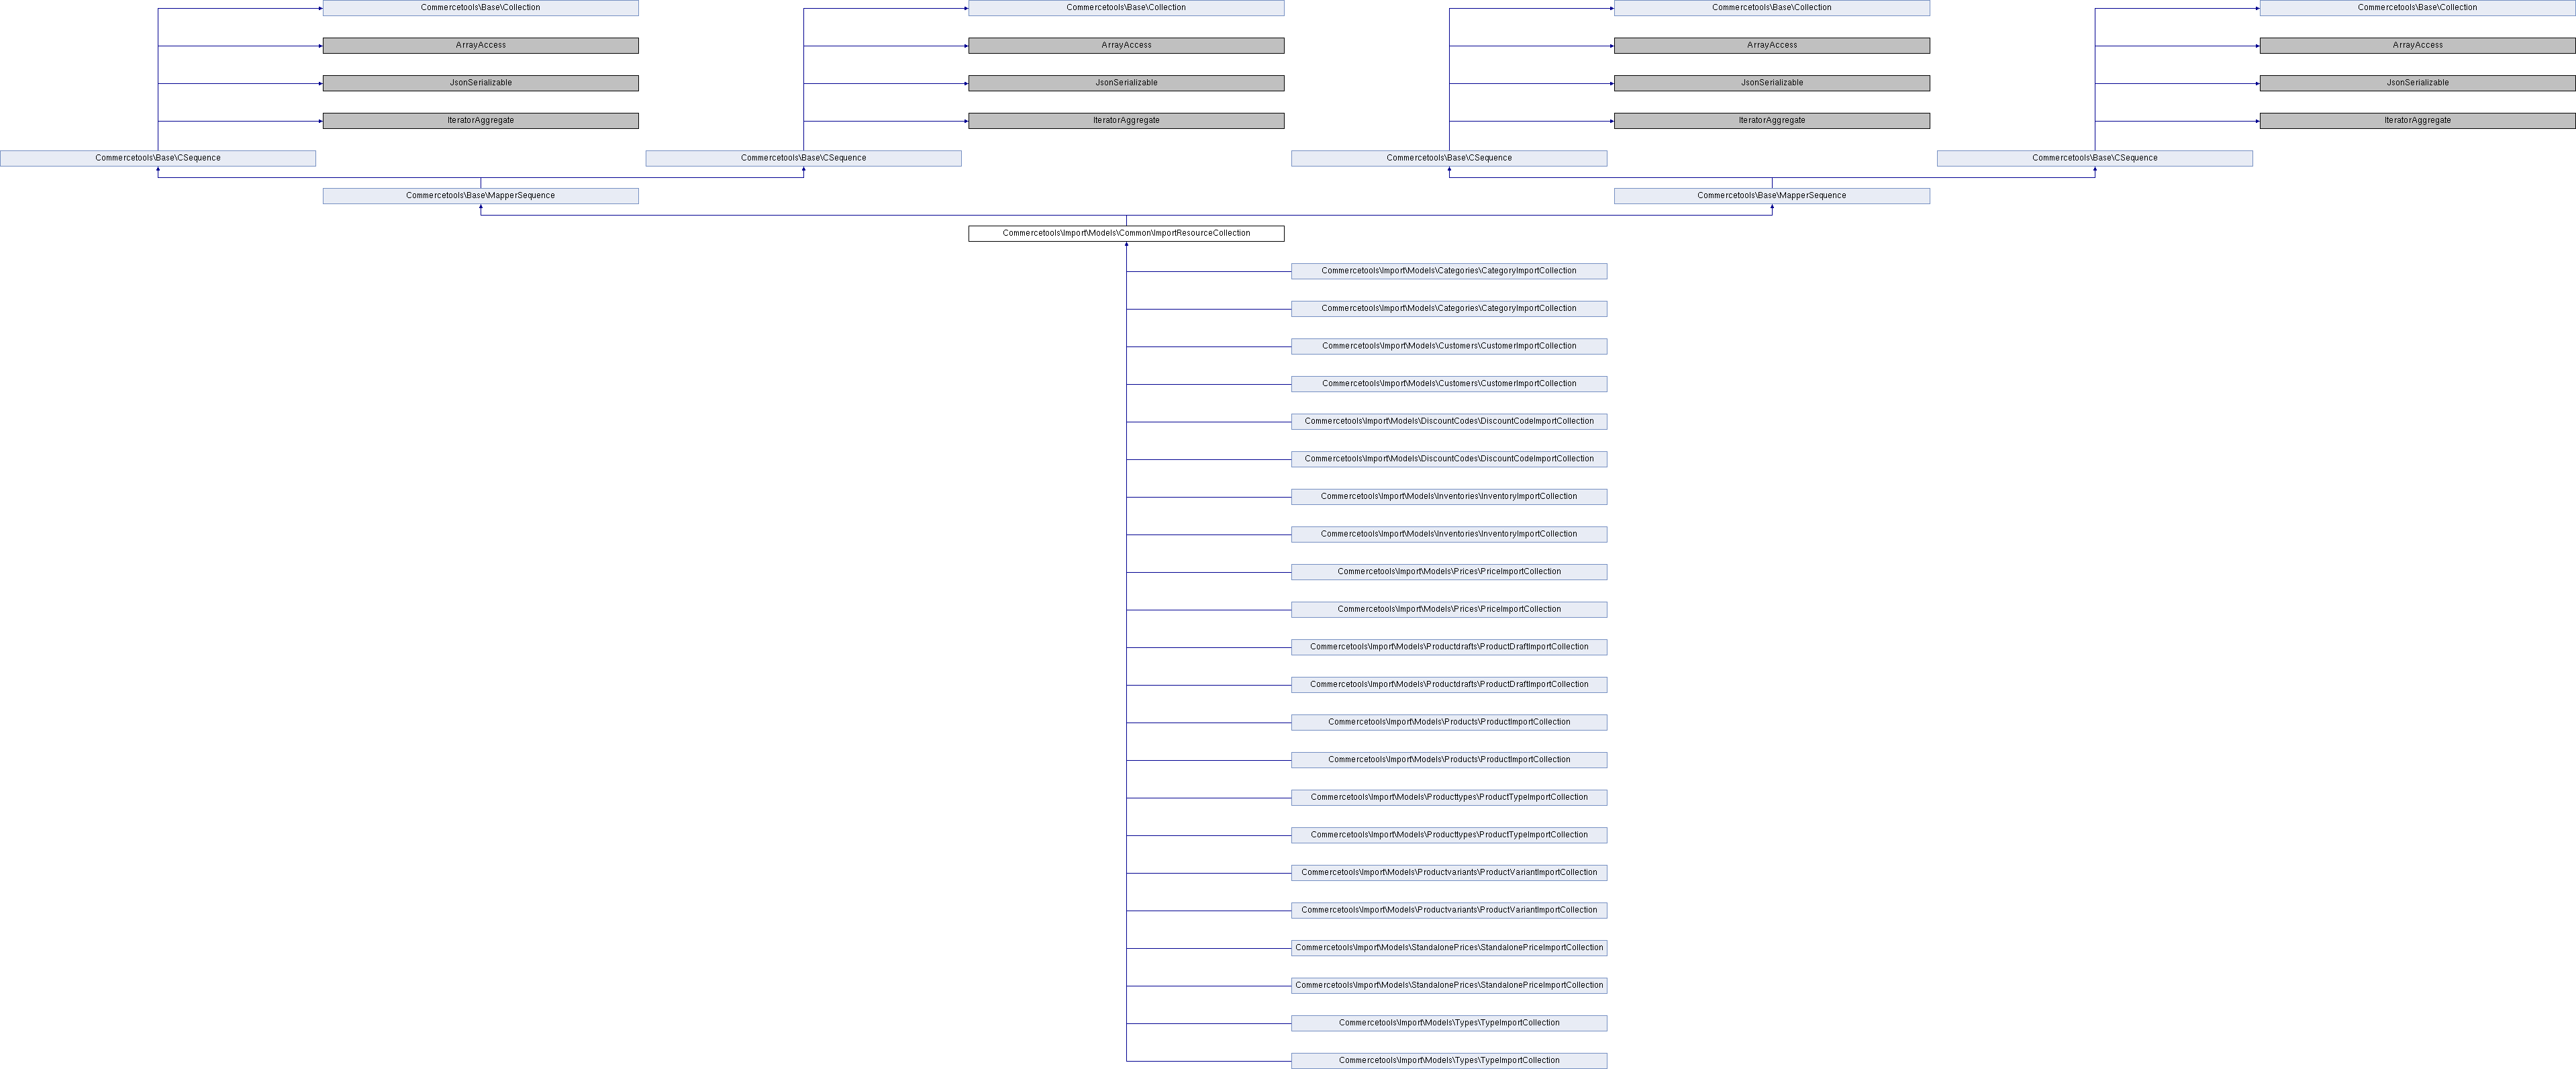 Commercetools\Base\Collection Commercetools\Base\Collection Commercetools\Base\Collection Commercetools\Base\Collection
ArrayAccess ArrayAccess ArrayAccess ArrayAccess
JsonSerializable JsonSerializable JsonSerializable JsonSerializable
IteratorAggregate IteratorAggregate IteratorAggregate IteratorAggregate
Commercetools\Base\CSequence Commercetools\Base\CSequence Commercetools\Base\CSequence Commercetools\Base\CSequence
Commercetools\Base\MapperSequence Commercetools\Base\MapperSequence
Commercetools\Import\Models\Common\ImportResourceCollection
Commercetools\Import\Models\Categories\CategoryImportCollection
Commercetools\Import\Models\Categories\CategoryImportCollection
Commercetools\Import\Models\Customers\CustomerImportCollection
Commercetools\Import\Models\Customers\CustomerImportCollection
Commercetools\Import\Models\DiscountCodes\DiscountCodeImportCollection
Commercetools\Import\Models\DiscountCodes\DiscountCodeImportCollection
Commercetools\Import\Models\Inventories\InventoryImportCollection
Commercetools\Import\Models\Inventories\InventoryImportCollection
Commercetools\Import\Models\Prices\PriceImportCollection
Commercetools\Import\Models\Prices\PriceImportCollection
Commercetools\Import\Models\Productdrafts\ProductDraftImportCollection
Commercetools\Import\Models\Productdrafts\ProductDraftImportCollection
Commercetools\Import\Models\Products\ProductImportCollection
Commercetools\Import\Models\Products\ProductImportCollection
Commercetools\Import\Models\Producttypes\ProductTypeImportCollection
Commercetools\Import\Models\Producttypes\ProductTypeImportCollection
Commercetools\Import\Models\Productvariants\ProductVariantImportCollection
Commercetools\Import\Models\Productvariants\ProductVariantImportCollection
Commercetools\Import\Models\StandalonePrices\StandalonePriceImportCollection
Commercetools\Import\Models\StandalonePrices\StandalonePriceImportCollection
Commercetools\Import\Models\Types\TypeImportCollection
Commercetools\Import\Models\Types\TypeImportCollection